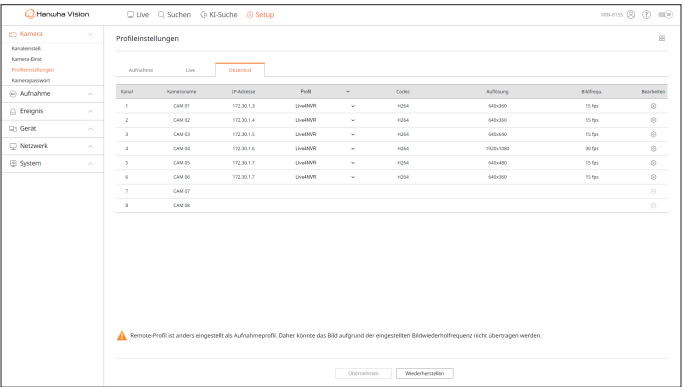 Hanwha Vision
Live Suchen KI-Suche Setup
XRN-815S
Kamera
Kanaleinstell.
Kamera-Einst
Profileinstellungen
Kamerapasswort
Aufnahme
Ereignis
Gerät
Netzwerk
System
Profileinstellungen
Aufnahme Live Dezentral
Kanal Kameraname IP-Adresse Profil Codec Auflösung Bildfrequ. Bearbeiten
1 CAM 01 172.30.1.3 Live4NVR H264 640x360 15 fps
2 CAM 02 172.30.1.4 Live4NVR H264 640x360 15 fps
3 CAM 03 172.30.1.5 Live4NVR H264 640x640 15 fps
4 CAM 04 172.30.1.6 Live4NVR H264 1920x1080 30 fps
5 CAM 05 172.30.1.7 Live4NVR H264 640x480 15 fps
6 CAM 06 172.30.1.7 Live4NVR H264 640x360 15 fps
7 CAM 07
8 CAM 08
Remote-Profil ist anders eingestellt als Aufnahmeprofil. Daher könnte das Bild aufgrund der eingestellten Bildwiederholfrequenz nicht übertragen werden.
Übernehmen Wiederherstellen